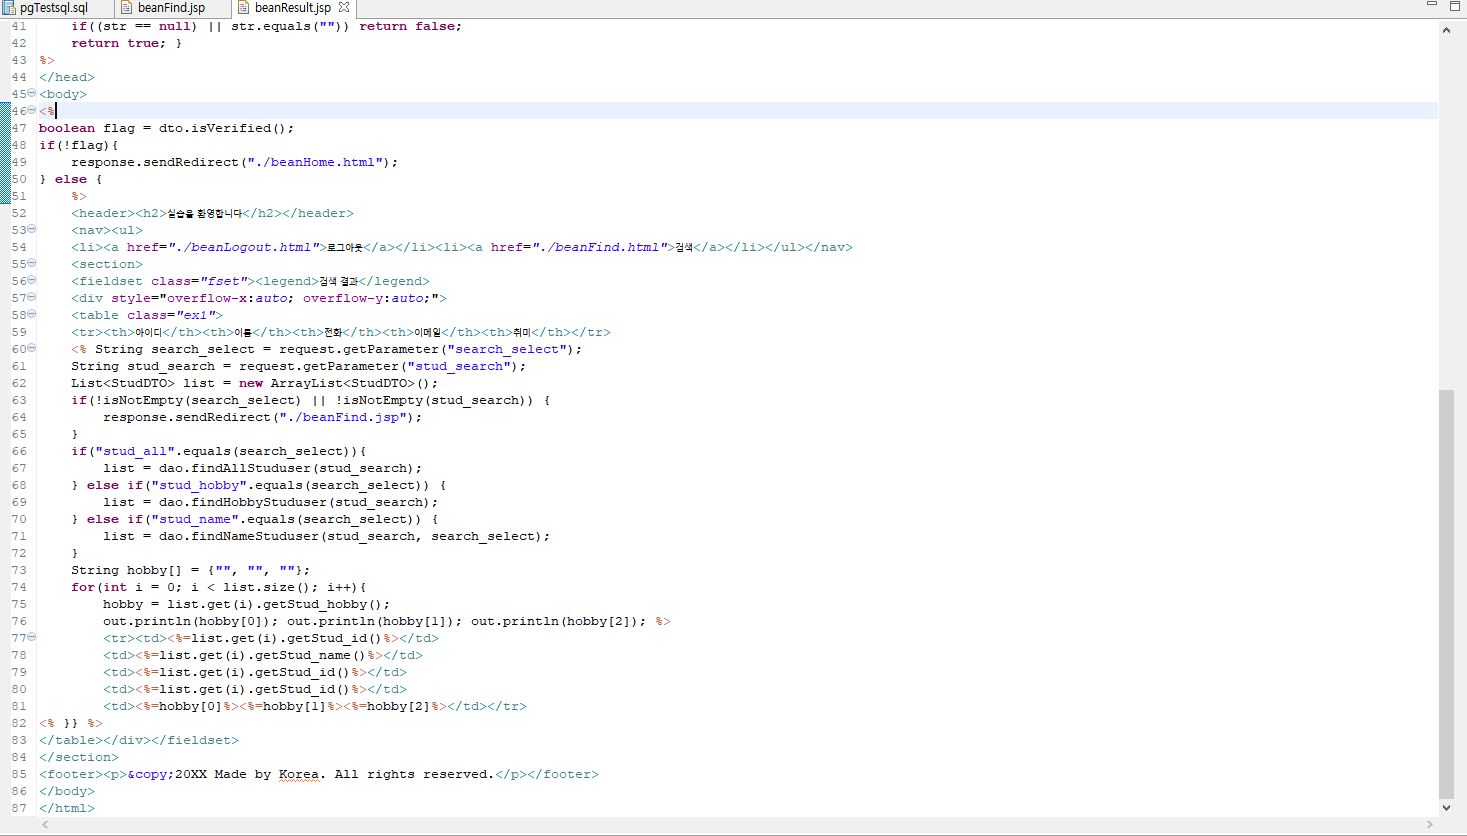 pgTestsql.sql beanFind.jsp beanResult.jsp
41 if((str == null) || str.equals("")) return false;
42 return true; }
43 %>
44 </head>
45 <body>
46 <%
47 boolean flag = dto.isVerified();
48 if(!flag){
49 response.sendRedirect("./beanHome.html");
50 } else {
51 %>
52 <header><h2>실습을 환영합니다</h2></header>
53 <nav><ul>
54 <li><a href="./beanLogout.html">로그아웃</a></li><li><a href="./beanFind.html">검색</a></li></ul></nav>
55 <section>
56 <fieldset class="fset"><legend>검색 결과</legend>
57 <div style="overflow-x:auto; overflow-y:auto;">
58 <table class="ex1">
59 <tr><th>아이디</th><th>이름</th><th>전화</th><th>이메일</th><th>취미</th></tr>
60 <% String search_select = request.getParameter("search_select");
61 String stud_search = request.getParameter("stud_search");
62 List<StudDTO> list = new ArrayList<StudDTO>();
63 if(!isNotEmpty(search_select) || !isNotEmpty(stud_search)) {
64 response.sendRedirect("./beanFind.jsp");
65 }
66 if("stud_all".equals(search_select)){
67 list = dao.findAllStuduser(stud_search);
68 } else if("stud_hobby".equals(search_select)) {
69 list = dao.findHobbyStuduser(stud_search);
70 } else if("stud_name".equals(search_select)) {
71 list = dao.findNameStuduser(stud_search, search_select);
72 }
73 String hobby[] = {"", "", ""};
74 for(int i = 0; i < list.size(); i++){
75 hobby = list.get(i).getStud_hobby();
76 out.println(hobby[0]); out.println(hobby[1]); out.println(hobby[2]); %>
77 <tr><td><%=list.get(i).getStud_id()%></td>
78 <td><%=list.get(i).getStud_name()%></td>
79 <td><%=list.get(i).getStud_id()%></td>
80 <td><%=list.get(i).getStud_id()%></td>
81 <td><%=hobby[0]%><%=hobby[1]%><%=hobby[2]%></td></tr>
82 <% }} %>
83 </table></div></fieldset>
84 </section>
85 <footer><p>&copy;20XX Made by Korea. All rights reserved.</p></footer>
86 </body>
87 </html>